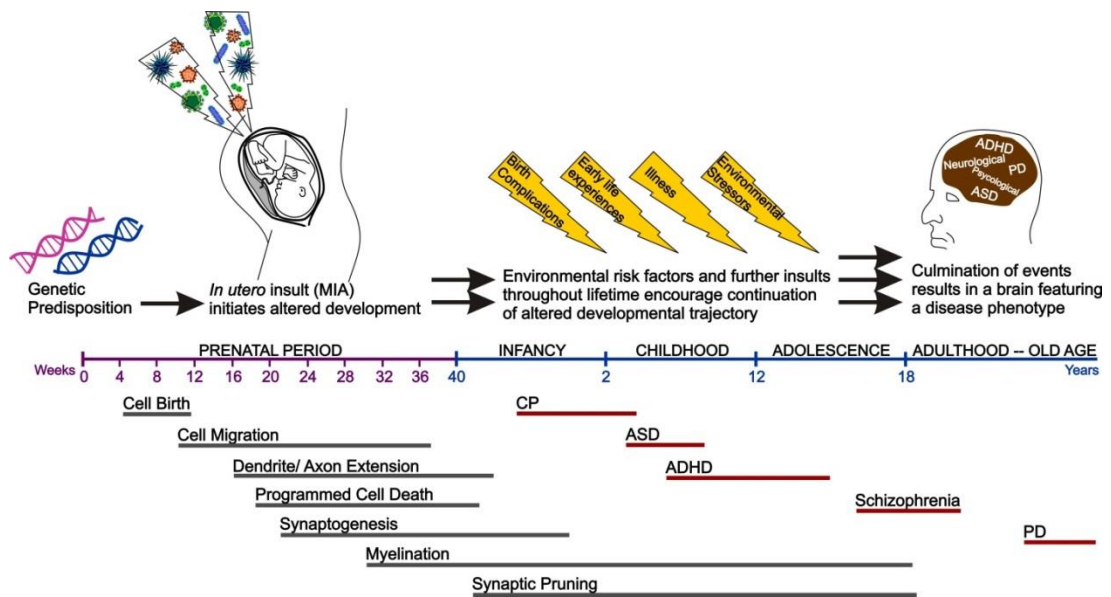 Birth
Complications
Early life
experiences
Illness
Environmental
Stressors
ADHD
Neurological
PD
Psycological
ASD
Genetic
Predisposition
In utero insult (MIA)
initiates altered development
Environmental risk factors and further insults
throughout lifetime encourage continuation
of altered developmental trajectory
Culmination of events
results in a brain featuring
a disease phenotype
PRENATAL PERIOD INFANCY CHILDHOOD ADOLESCENCE ADULTHOOD -- OLD AGE
Weeks 0 4 8 12 16 20 24 28 32 36 40 2 12 18 Years
Cell Birth CP
Cell Migration ASD
Dendrite/ Axon Extension ADHD
Programmed Cell Death Schizophrenia
Synaptogenesis PD
Myelination
Synaptic Pruning